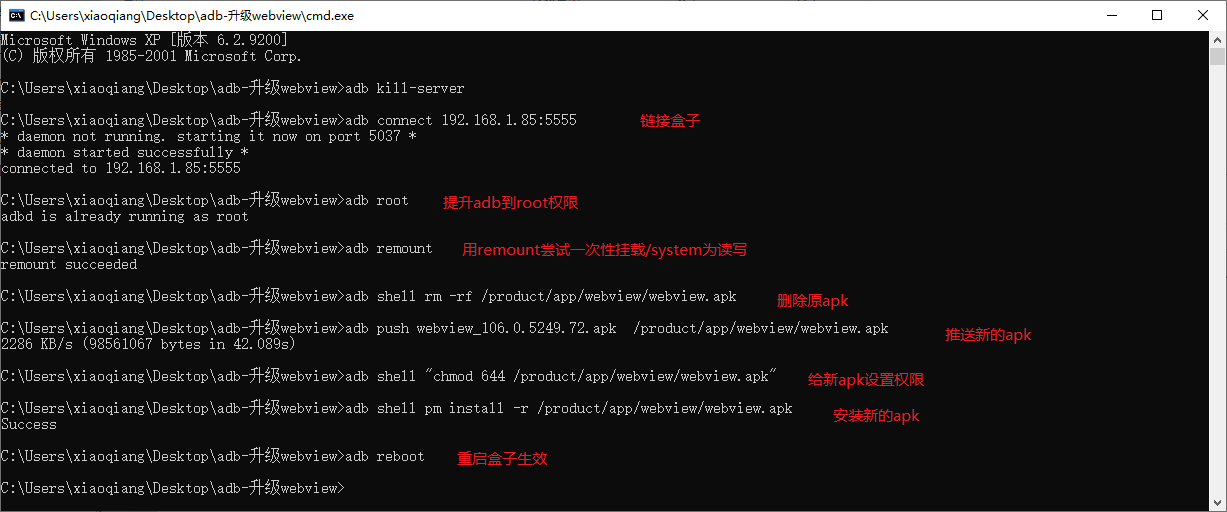 C:\Users\xiaoqiang\Desktop\adb-升级webview\cmd.exe
Microsoft Windows XP [版本 6.2.9200]
(C) 版权所有 1985-2001 Microsoft Corp.
C:\Users\xiaoqiang\Desktop\adb-升级webview>adb kill-server
C:\Users\xiaoqiang\Desktop\adb-升级webview>adb connect 192.168.1.85:5555 链接盒子
* daemon not running. starting it now on port 5037 *
* daemon started successfully *
connected to 192.168.1.85:5555
C:\Users\xiaoqiang\Desktop\adb-升级webview>adb root 提升adb到root权限
adbd is already running as root
C:\Users\xiaoqiang\Desktop\adb-升级webview>adb remount 用remount尝试一次性挂载/system为读写
remount succeeded
C:\Users\xiaoqiang\Desktop\adb-升级webview>adb shell rm -rf /product/app/webview/webview.apk 删除原apk
C:\Users\xiaoqiang\Desktop\adb-升级webview>adb push webview_106.0.5249.72.apk  /product/app/webview/webview.apk 推送新的apk
2286 KB/s (98561067 bytes in 42.089s)
C:\Users\xiaoqiang\Desktop\adb-升级webview>adb shell "chmod 644 /product/app/webview/webview.apk" 给新apk设置权限
C:\Users\xiaoqiang\Desktop\adb-升级webview>adb shell pm install -r /product/app/webview/webview.apk 安装新的apk
Success
C:\Users\xiaoqiang\Desktop\adb-升级webview>adb reboot 重启盒子生效
C:\Users\xiaoqiang\Desktop\adb-升级webview>